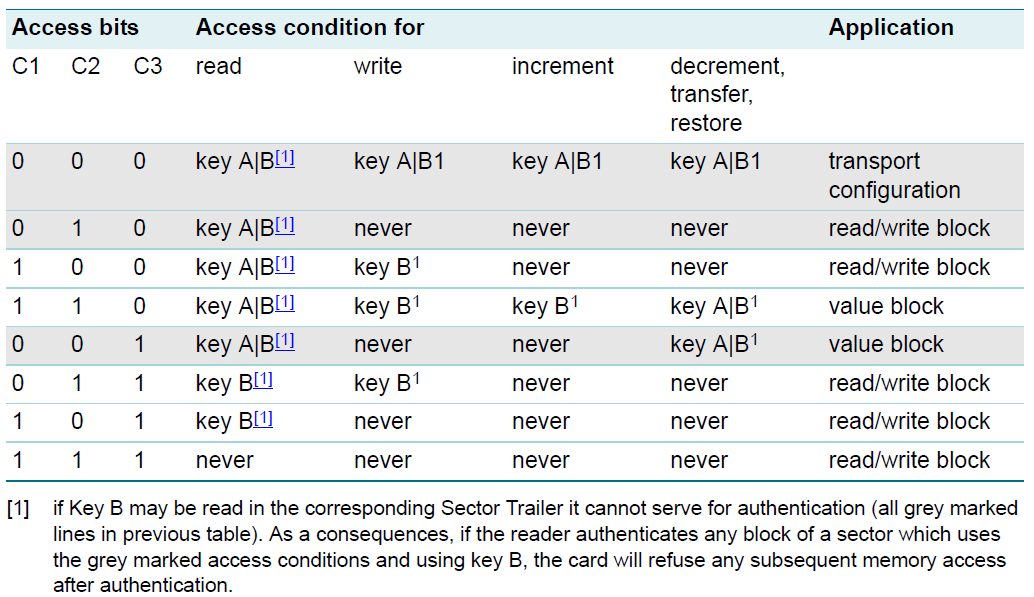 Access bits Access condition for Application
C1 C2 C3 read write increment decrement,
transfer,
restore
0 0 0 key A|B[1] key A|B1 key A|B1 key A|B1 transport
configuration
0 1 0 key A|B[1] never never never read/write block
1 0 0 key A|B[1] key B1 never never read/write block
1 1 0 key A|B[1] key B1 key B1 key A|B1 value block
0 0 1 key A|B[1] never never key A|B1 value block
0 1 1 key B[1] key B1 never never read/write block
1 0 1 key B[1] never never never read/write block
1 1 1 never never never never read/write block
[1] if Key B may be read in the corresponding Sector Trailer it cannot serve for authentication (all grey marked
lines in previous table). As a consequences, if the reader authenticates any block of a sector which uses
the grey marked access conditions and using key B, the card will refuse any subsequent memory access
after authentication.